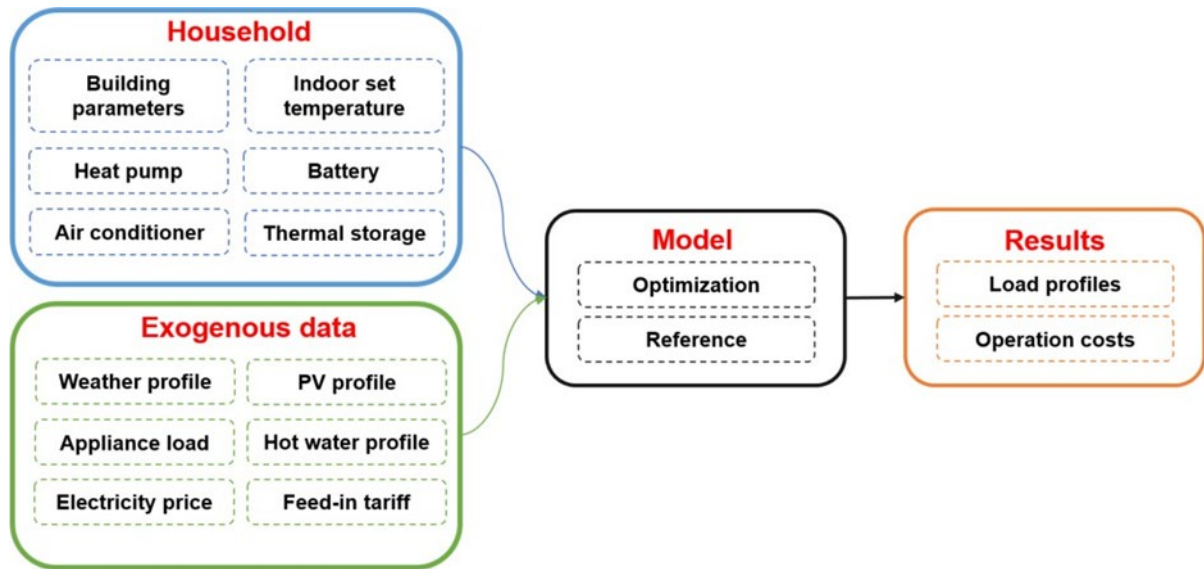 Household
Building
parameters
Indoor set
temperature
Heat pump
Battery
Air conditioner
Thermal storage
Exogenous data
Weather profile
PV profile
Appliance load
Hot water profile
Electricity price
Feed-in tariff
Model
Optimization
Reference
Results
Load profiles
Operation costs